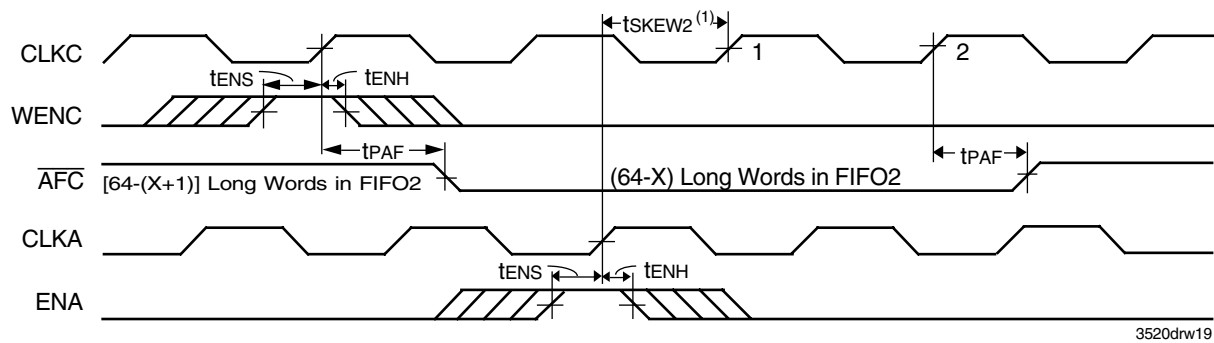 tSKEW2 (1)
CLKC
1
2
tENS
tENH
WENC
tPAF
tPAF
AFC
[64-(X+1)] Long Words in FIFO2
(64-X) Long Words in FIFO2
CLKA
tENS
tENH
ENA
3520drw19